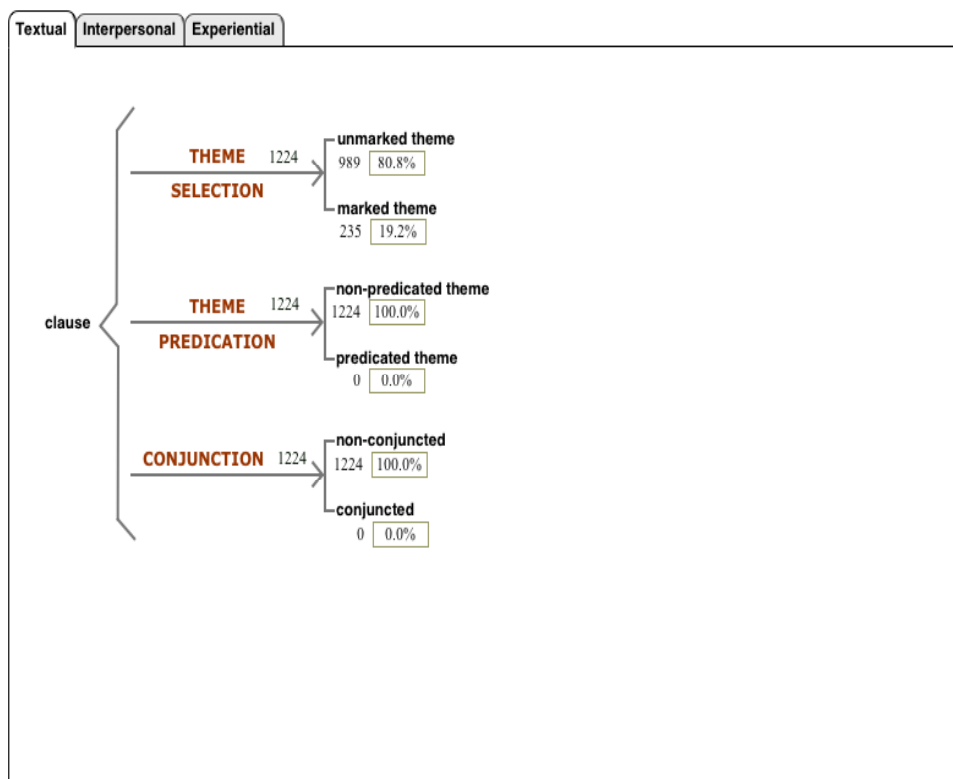 Textual Interpersonal Experiential
unmarked theme
THEME 1224
989 80.8%
SELECTION
marked theme
235 19.2%
non-predicated theme
THEME 1224
1224 100.0%
clause
PREDICATION
predicated theme
0 0.0%
non-conjuncted
CONJUNCTION 1224
1224 100.0%
conjuncted
0 0.0%